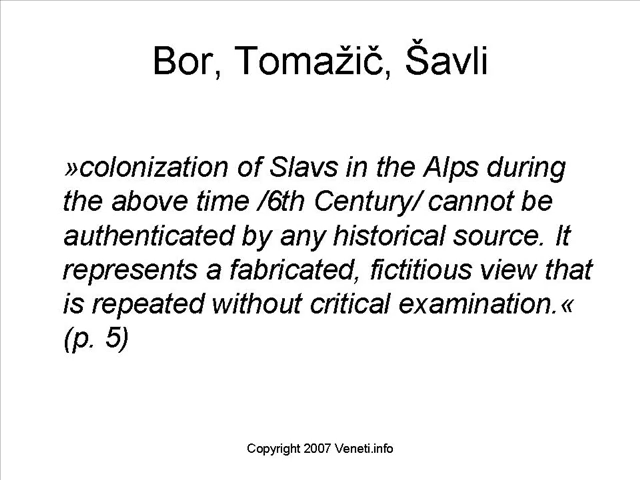 Bor, Tomažič, Šavli
»colonization of Slavs in the Alps during
the above time /6th Century/ cannot be
authenticated by any historical source. It
represents a fabricated, fictitious view that
is repeated without critical examination.«
(p. 5)
Copyright 2007 Veneti.info